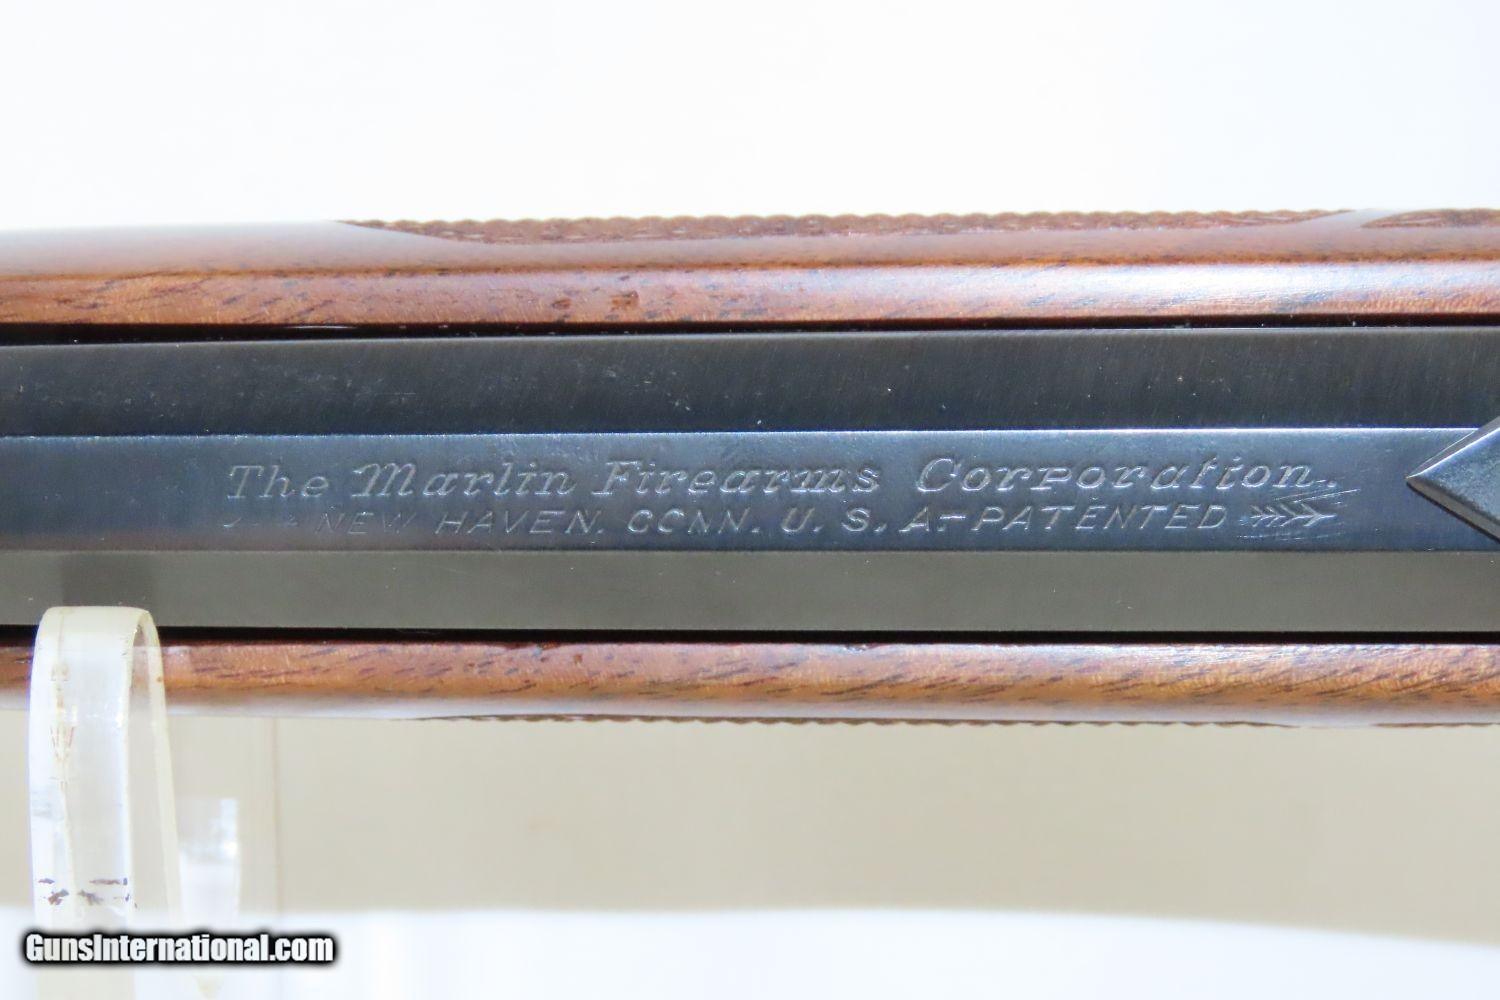 The Marlin Firearms Corporation.
NEW HAVEN. CONN. U. S. A.-PATENTED
GunsInternational.com